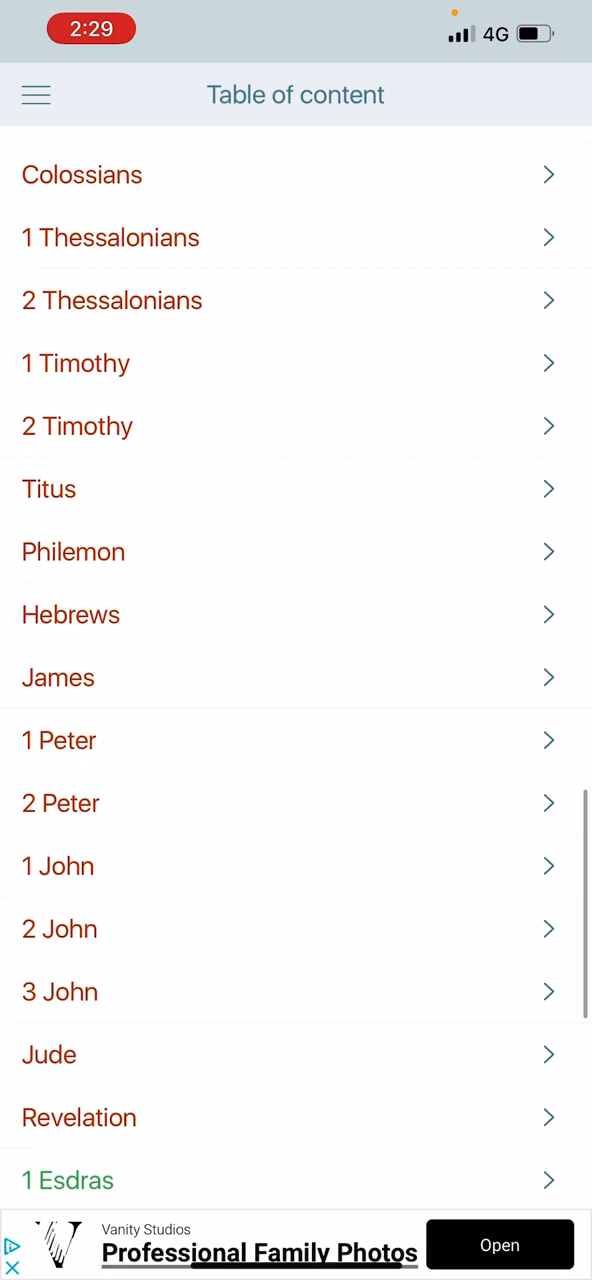 2:29
4G
Table of content
Colossians
1 Thessalonians
2 Thessalonians
1 Timothy
2 Timothy
Titus
Philemon
Hebrews
James
1 Peter
2 Peter
1 John
2 John
3 John
Jude
Revelation
1 Esdras
Vanity Studios
Professional Family Photos
Open